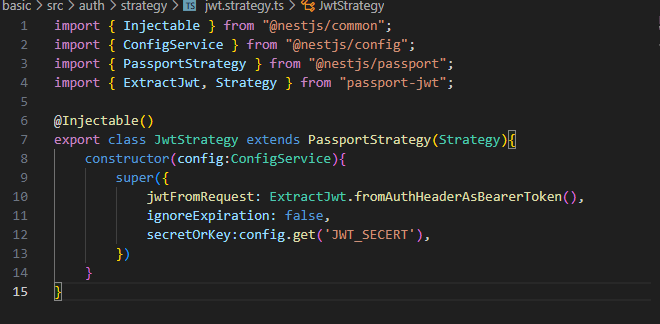 basic > src > auth > strategy > TS jwt.strategy.ts > JwtStrategy
1 import { Injectable } from "@nestjs/common";
2 import { ConfigService } from "@nestjs/config";
3 import { PassportStrategy } from "@nestjs/passport";
4 import { ExtractJwt, Strategy } from "passport-jwt";
5
6 @Injectable()
7 export class JwtStrategy extends PassportStrategy(Strategy){
8     constructor(config:ConfigService){
9         super({
10             jwtFromRequest: ExtractJwt.fromAuthHeaderAsBearerToken(),
11             ignoreExpiration: false,
12             secretOrKey:config.get('JWT_SECERT'),
13         })
14     }
15 }